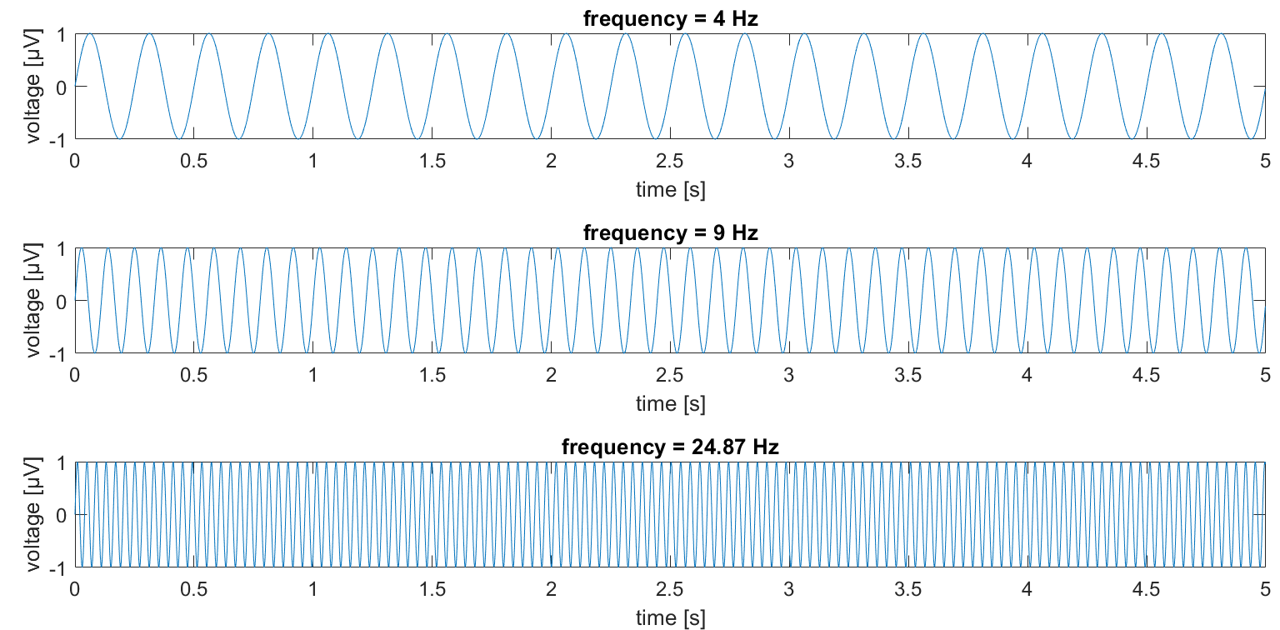 frequency = 4 Hz
voltage [µV]
1
0
-1
0 0.5 1 1.5 2 2.5 3 3.5 4 4.5 5
time [s]
frequency = 9 Hz
voltage [µV]
1
0
-1
0 0.5 1 1.5 2 2.5 3 3.5 4 4.5 5
time [s]
frequency = 24.87 Hz
voltage [µV]
1
0
-1
0 0.5 1 1.5 2 2.5 3 3.5 4 4.5 5
time [s]